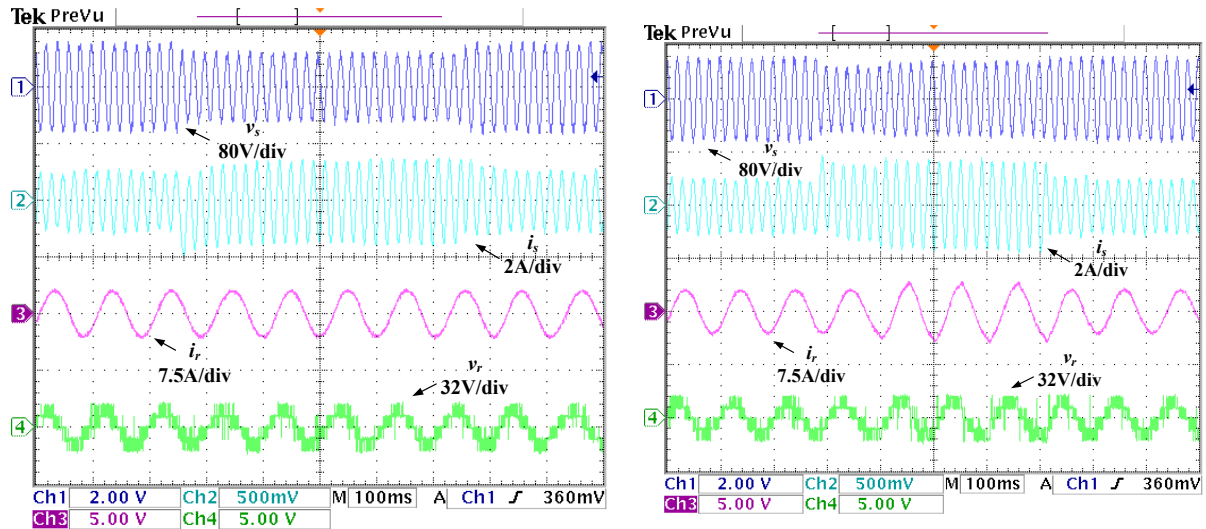 Tek PreVu
1
v_s
80V/div
2
i_s
2A/div
3
i_r
7.5A/div
v_r
32V/div
4
Ch1 2.00 V Ch2 500mV M 100ms A Ch1 360mV
Ch3 5.00 V Ch4 5.00 V
Tek PreVu
1
v_s
80V/div
2
i_s
2A/div
3
i_r
7.5A/div
v_r
32V/div
4
Ch1 2.00 V Ch2 500mV M 100ms A Ch1 360mV
Ch3 5.00 V Ch4 5.00 V